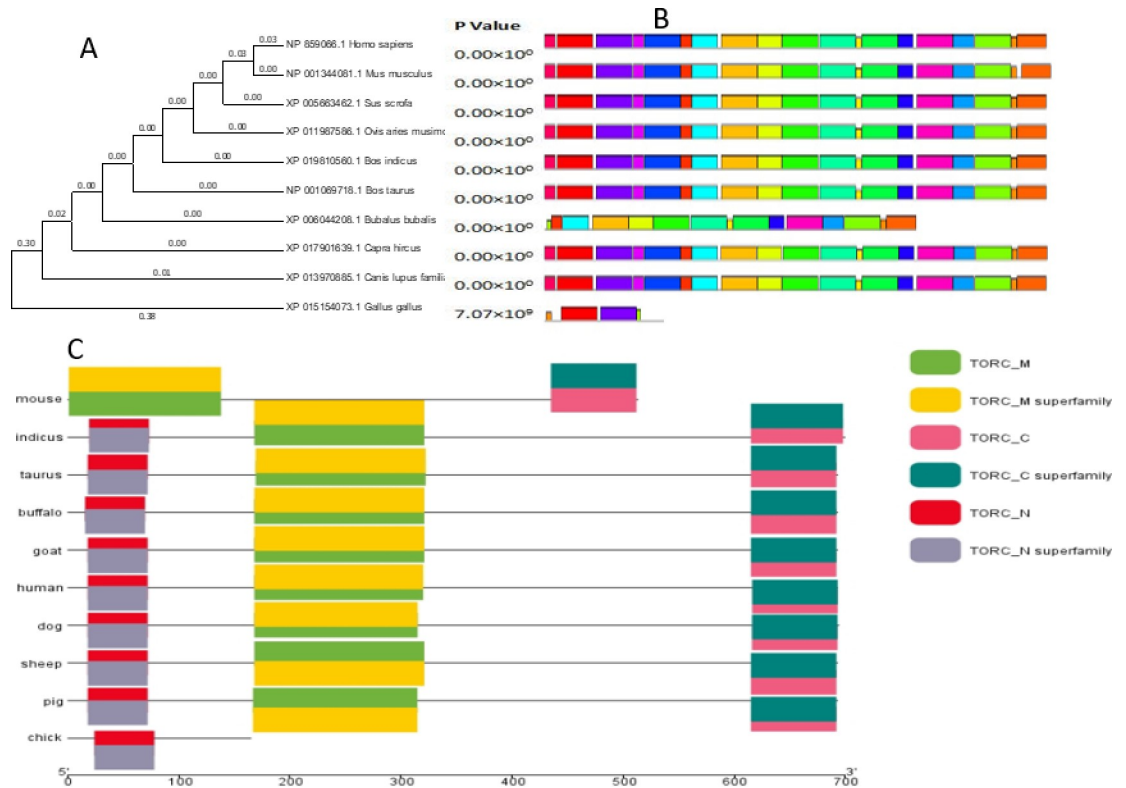 A
P Value
B
0.03
NP 859066.1 Homo sapiens
0.00×10⁰
0.03
0.00
NP 001344081.1 Mus musculus
0.00×10⁰
0.00
0.00
XP 005663462.1 Sus scrofa
0.00×10⁰
0.00
0.00
XP 011987586.1 Ovis aries musimo
0.00×10⁰
0.00
0.00
XP 019810560.1 Bos indicus
0.00×10⁰
0.00
0.00
NP 001069718.1 Bos taurus
0.00×10⁰
0.00
0.00
XP 006044208.1 Bubalus bubalis
0.00×10⁰
0.02
0.00
XP 017901639.1 Capra hircus
0.00×10⁰
0.30
0.01
XP 013970885.1 Canis lupus famili
0.00×10⁰
0.38
XP 015154073.1 Gallus gallus
7.07×10⁹
C
mouse
indicus
taurus
buffalo
goat
human
dog
sheep
pig
chick
TORC_M
TORC_M superfamily
TORC_C
TORC_C superfamily
TORC_N
TORC_N superfamily
5'
0
100
200
300
400
500
600
700
3'